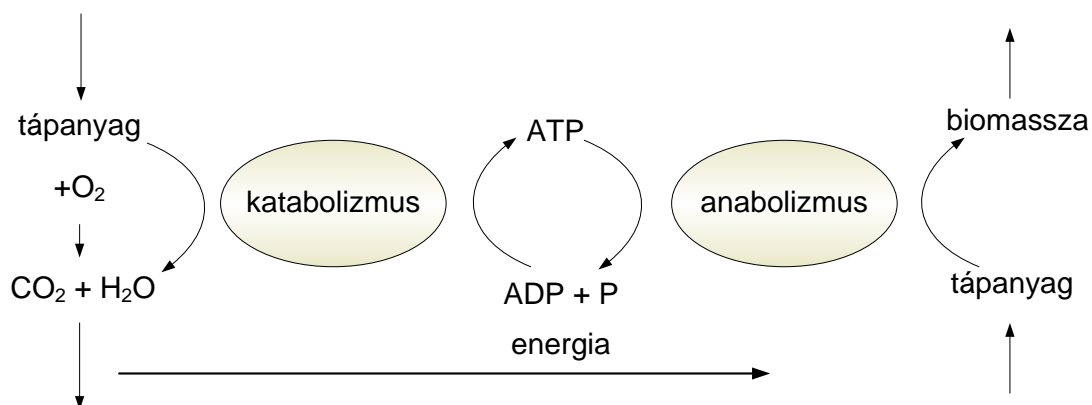 tápanyag
+O₂
CO₂ + H₂O
katabolizmus
ATP
ADP + P
energia
anabolizmus
biomassza
tápanyag